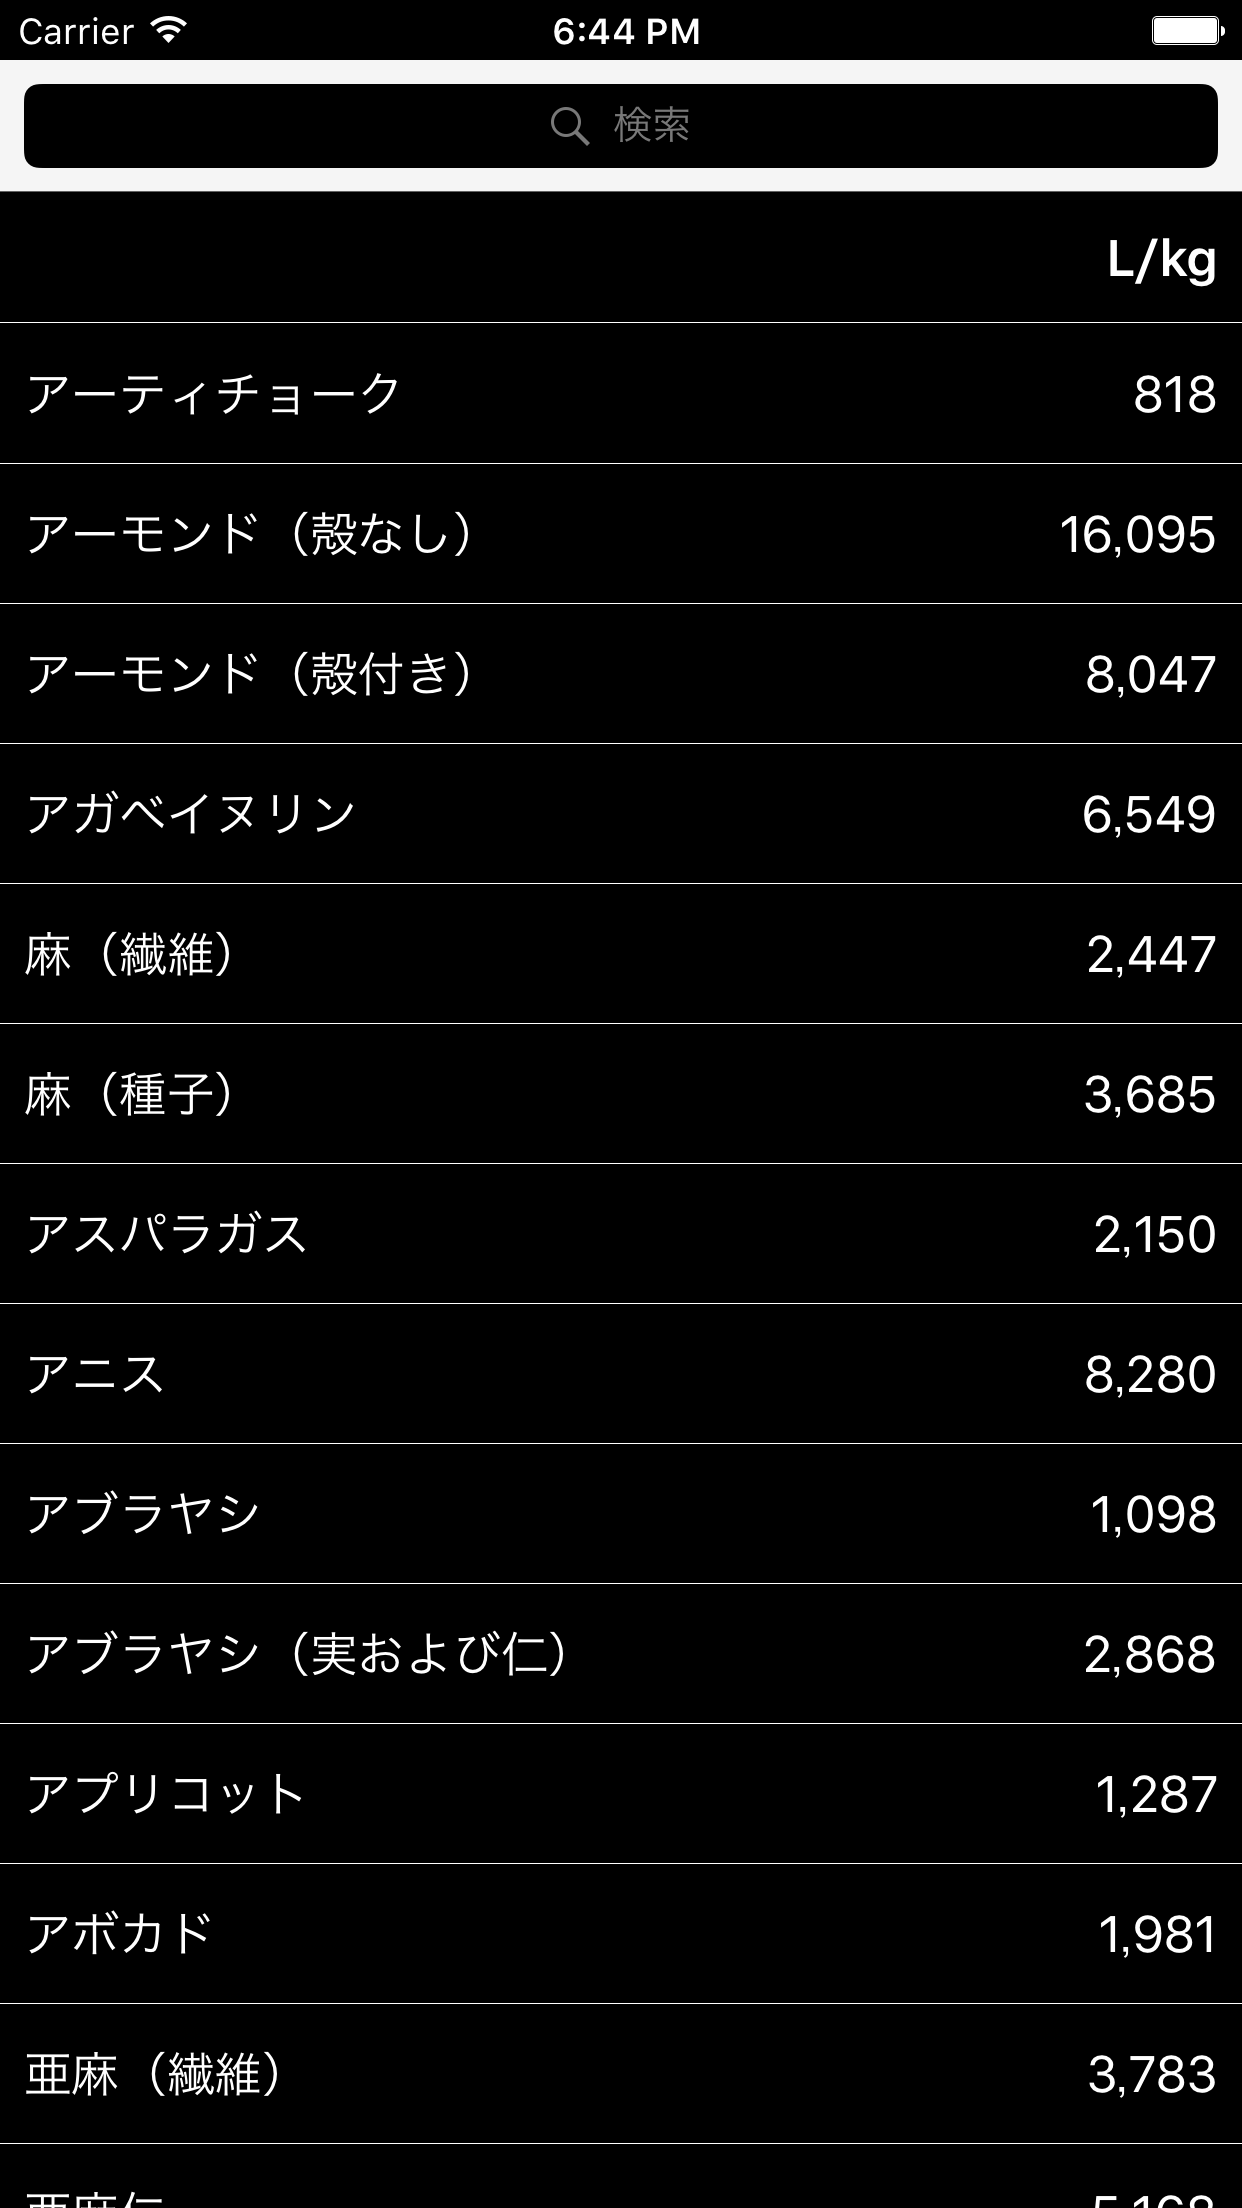 Carrier 6:44 PM
検索
L/kg
アーティチョーク 818
アーモンド（殻なし） 16,095
アーモンド（殻付き） 8,047
アガベイヌリン 6,549
麻（繊維） 2,447
麻（種子） 3,685
アスパラガス 2,150
アニス 8,280
アブラヤシ 1,098
アブラヤシ（実および仁） 2,868
アプリコット 1,287
アボカド 1,981
亜麻（繊維） 3,783
亜麻仁 5,168